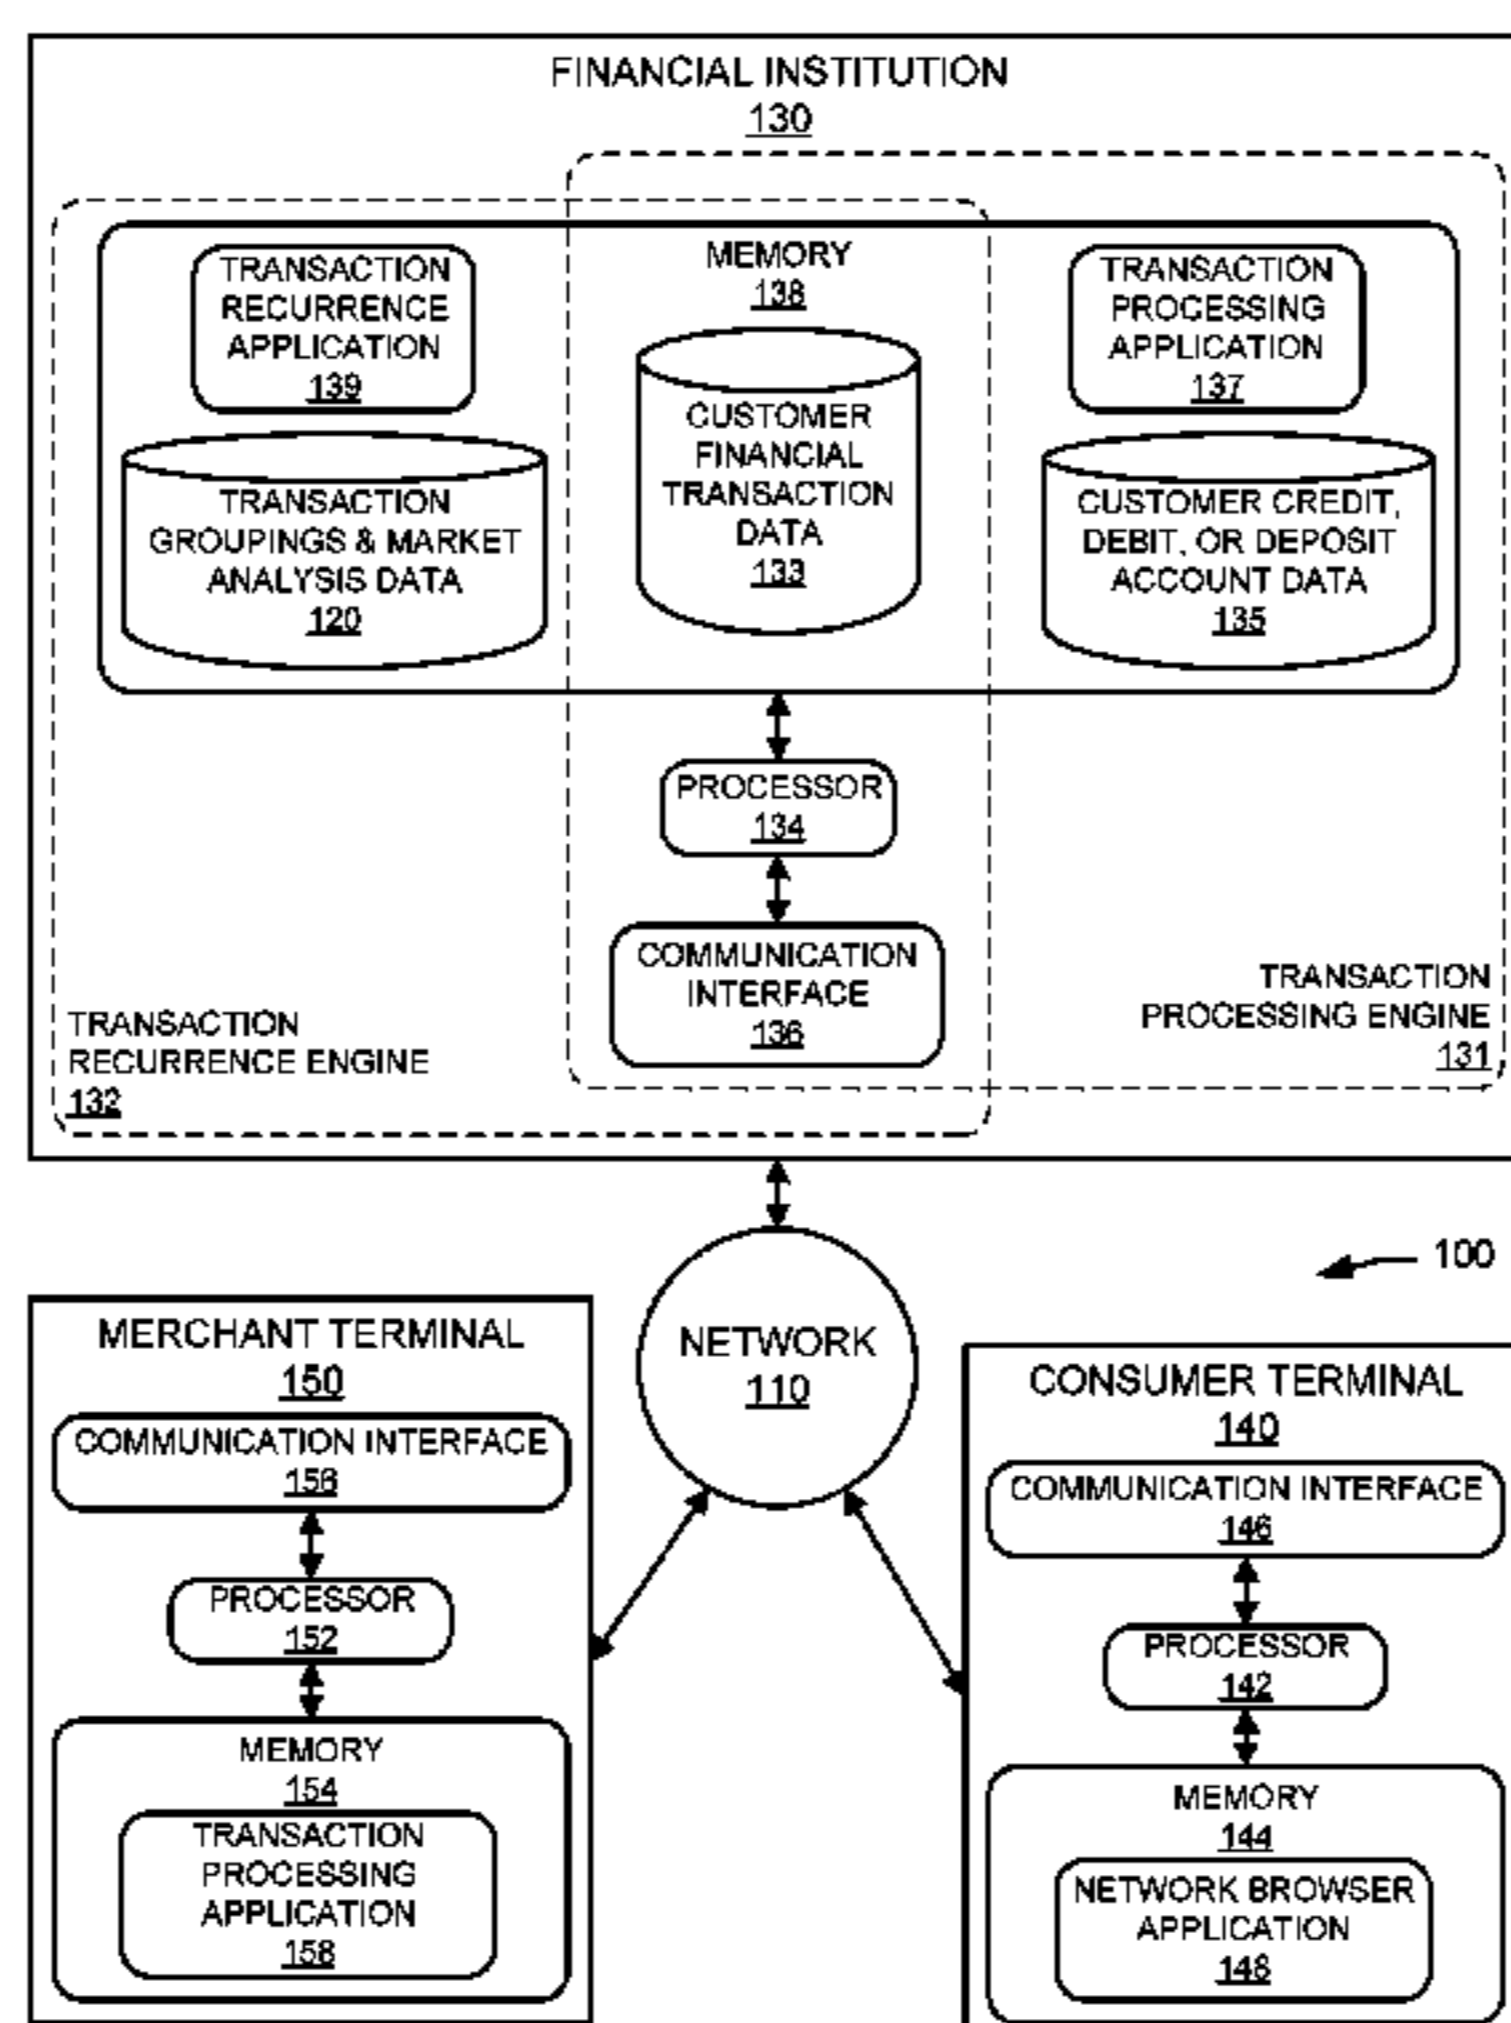 FINANCIAL INSTITUTION
130
TRANSACTION
RECURRENCE
APPLICATION
139
MEMORY
138
TRANSACTION
PROCESSING
APPLICATION
137
TRANSACTION
GROUPINGS & MARKET
ANALYSIS DATA
120
CUSTOMER
FINANCIAL
TRANSACTION
DATA
133
CUSTOMER CREDIT,
DEBIT, OR DEPOSIT
ACCOUNT DATA
135
PROCESSOR
134
COMMUNICATION
INTERFACE
136
TRANSACTION
RECURRENCE ENGINE
132
TRANSACTION
PROCESSING ENGINE
131
100
NETWORK
110
MERCHANT TERMINAL
150
COMMUNICATION INTERFACE
156
PROCESSOR
152
MEMORY
154
TRANSACTION
PROCESSING
APPLICATION
158
CONSUMER TERMINAL
140
COMMUNICATION INTERFACE
146
PROCESSOR
142
MEMORY
144
NETWORK BROWSER
APPLICATION
148